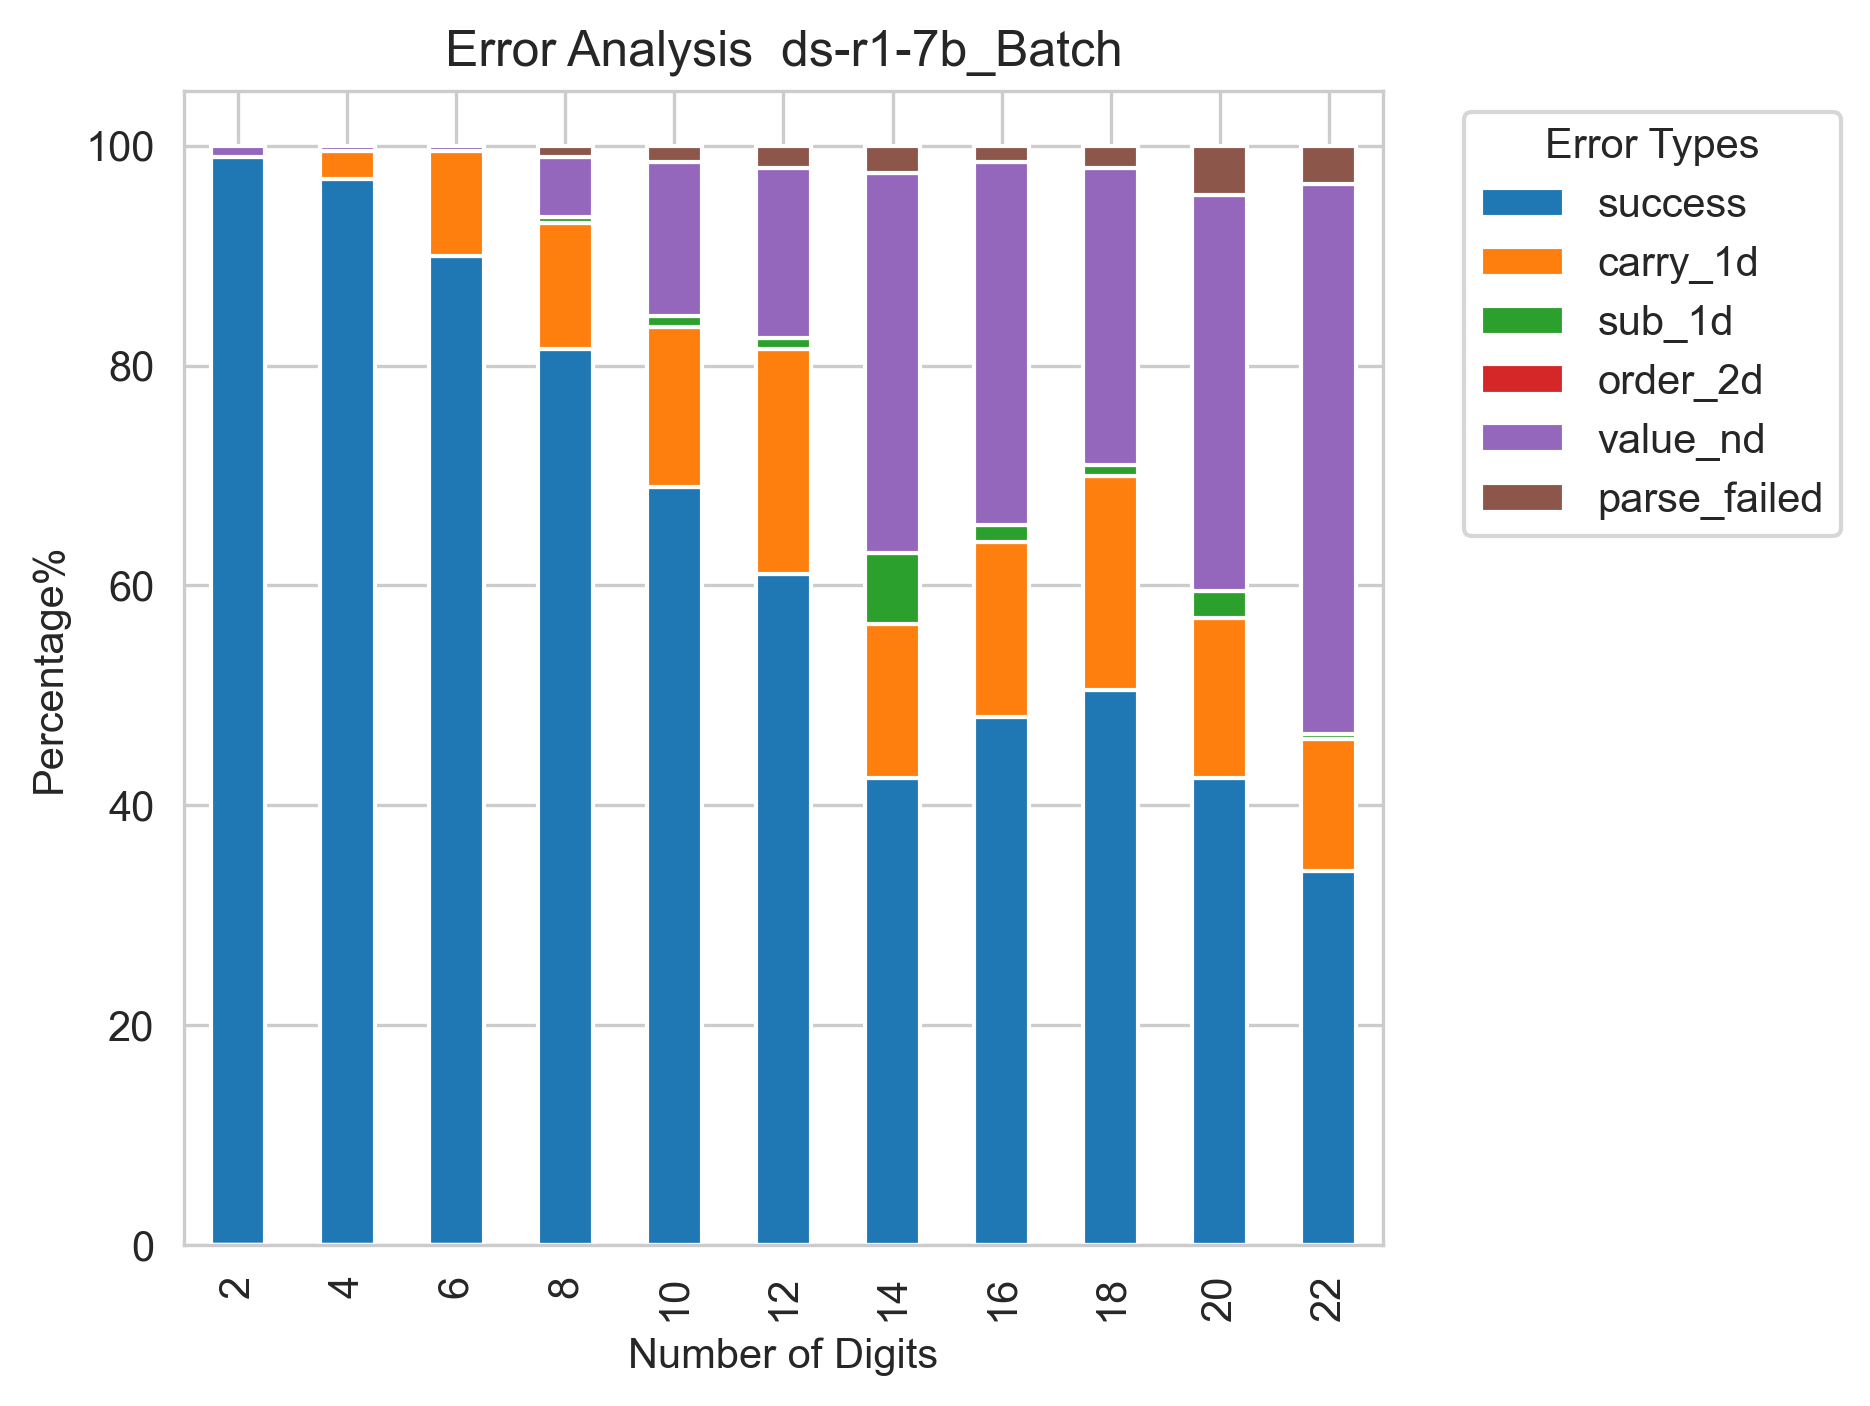 Error Analysis  ds-r1-7b_Batch
Error Types
success
carry_1d
sub_1d
order_2d
value_nd
parse_failed
Percentage%
100
80
60
40
20
0
2
4
6
8
10
12
14
16
18
20
22
Number of Digits